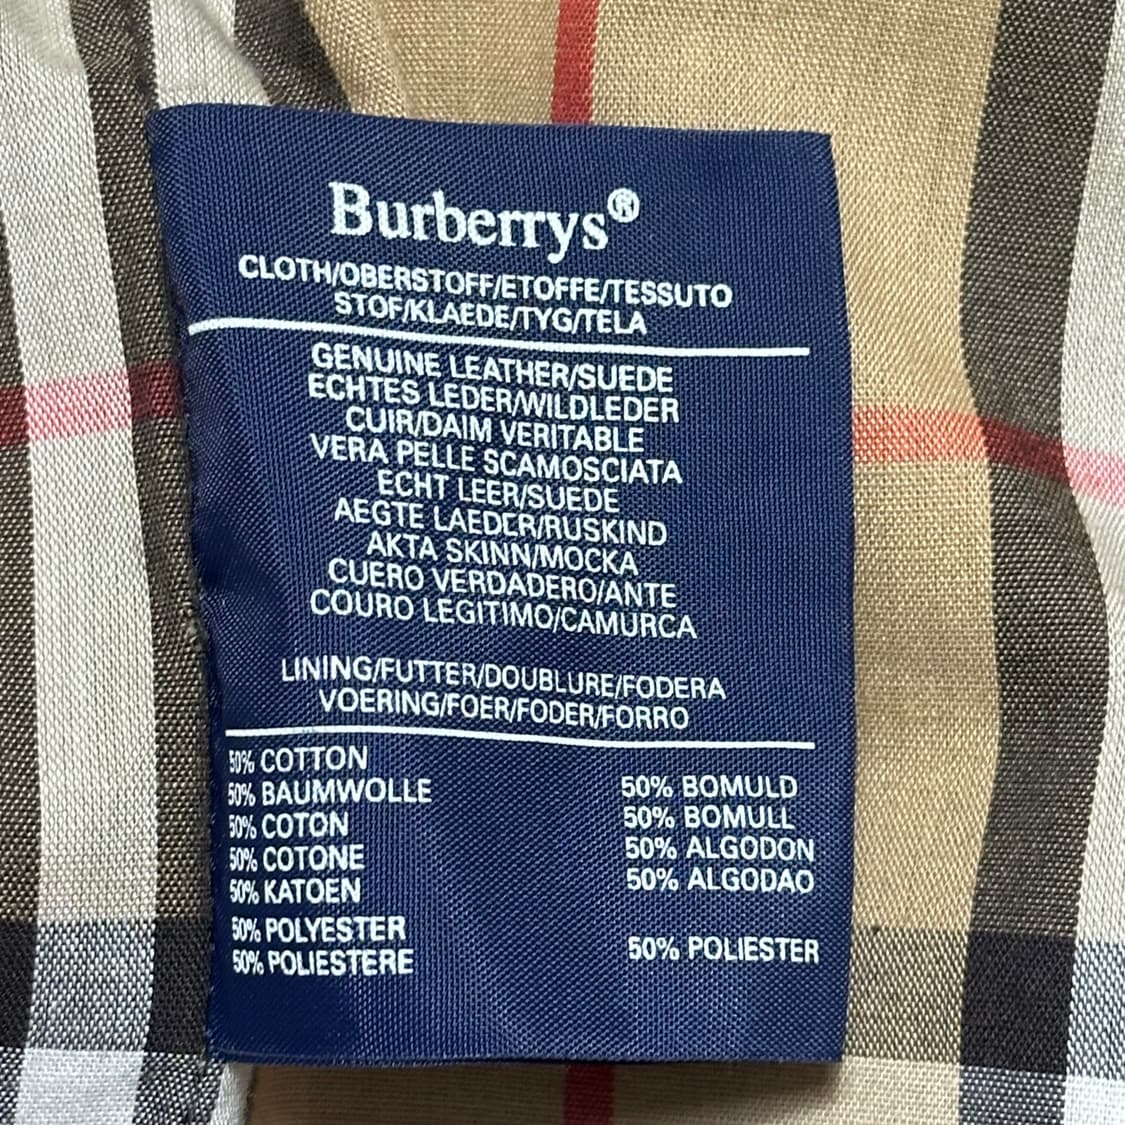 Burberrys®
CLOTH/OBERSTOFF/ETOFFE/TESSUTO
STOF/KLAEDE/TYG/TELA
GENUINE LEATHER/SUEDE
ECHTES LEDER/WILDLEDER
CUIR/DAIM VERITABLE
VERA PELLE SCAMOSCIATA
ECHT LEER/SUEDE
AEGTE LAEDER/RUSKIND
AKTA SKINN/MOCKA
CUERO VERDADERO/ANTE
COURO LEGITIMO/CAMURCA
LINING/FUTTER/DOUBLURE/FODERA
VOERING/FOER/FODER/FORRO
50% COTTON
50% BAUMWOLLE
50% COTON
50% COTONE
50% KATOEN
50% POLYESTER
50% POLIESTERE
50% BOMULD
50% BOMULL
50% ALGODON
50% ALGODAO
50% POLIESTER